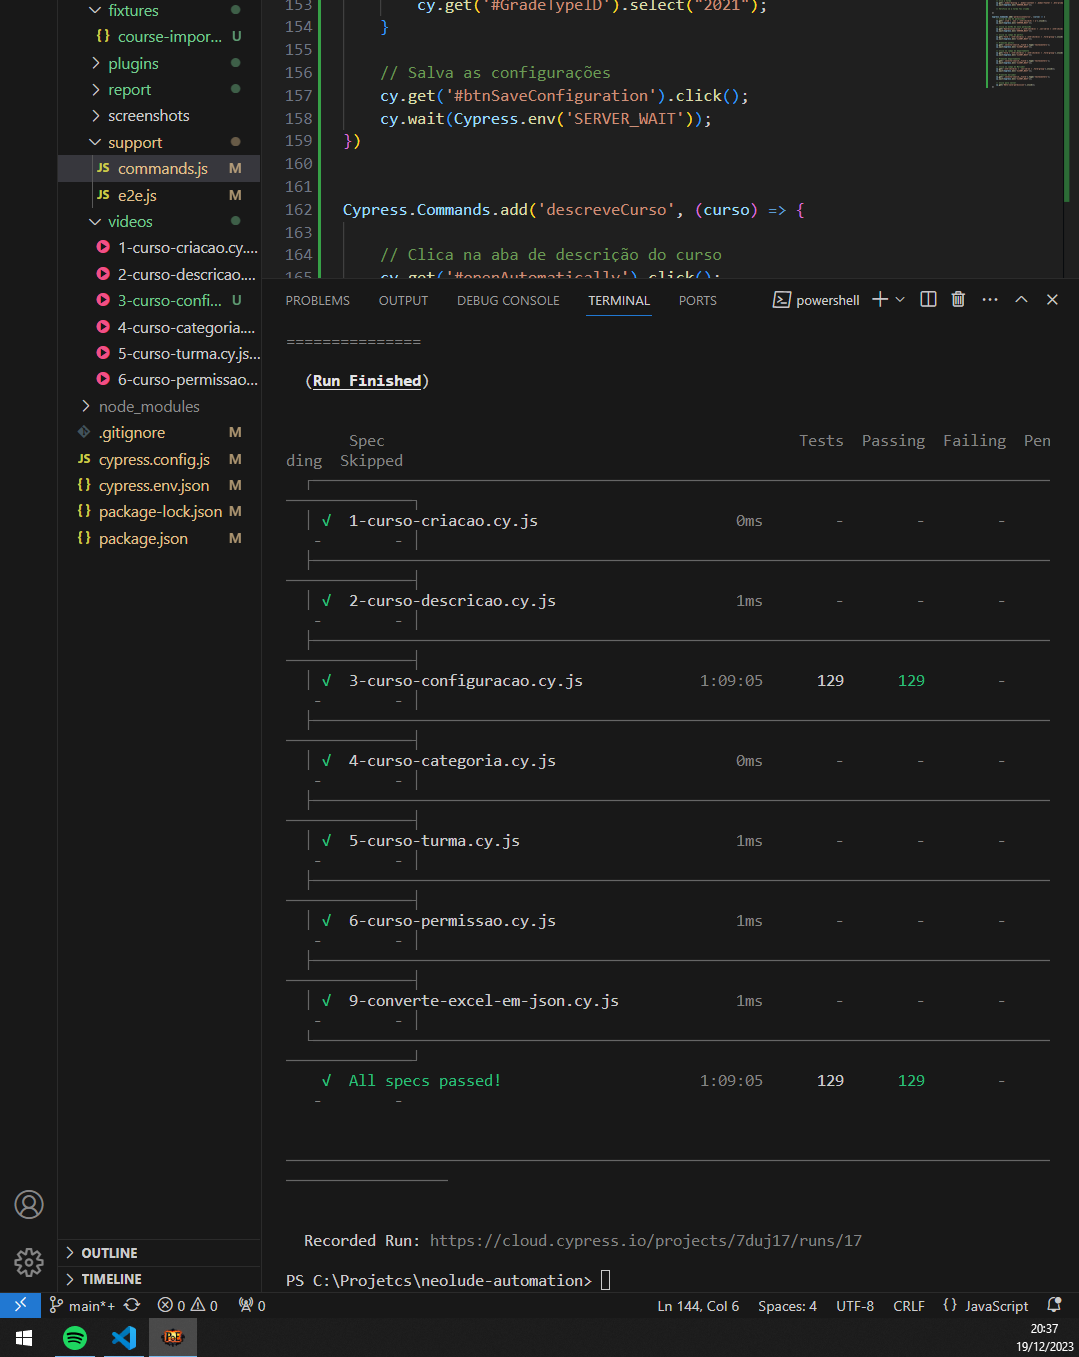 fixtures
{} course-impor... U
plugins
report
screenshots
support
JS commands.js M
JS e2e.js M
videos
1-curso-criacao.cy....
2-curso-descricao....
3-curso-confi... U
4-curso-categoria....
5-curso-turma.cy.js...
6-curso-permissao...
node_modules
.gitignore M
JS cypress.config.js M
{} cypress.env.json M
{} package-lock.json M
{} package.json M
OUTLINE
TIMELINE
153 cy.get('#GradeTypeID').select("2021");
154 }
155
156 // Salva as configurações
157 cy.get('#btnSaveConfiguration').click();
158 cy.wait(Cypress.env('SERVER_WAIT'));
159 })
160
161
162 Cypress.Commands.add('descreveCurso', (curso) => {
163
164 // Clica na aba de descrição do curso
165 cy.get('#openAutomatically').click();
PROBLEMS OUTPUT DEBUG CONSOLE TERMINAL PORTS powershell
===============
(Run Finished)
Spec Tests Passing Failing Pen
ding Skipped
√ 1-curso-criacao.cy.js 0ms - - -
- -
√ 2-curso-descricao.cy.js 1ms - - -
- -
√ 3-curso-configuracao.cy.js 1:09:05 129 129 -
- -
√ 4-curso-categoria.cy.js 0ms - - -
- -
√ 5-curso-turma.cy.js 1ms - - -
- -
√ 6-curso-permissao.cy.js 1ms - - -
- -
√ 9-converte-excel-em-json.cy.js 1ms - - -
- -
√ All specs passed! 1:09:05 129 129 -
- -
Recorded Run: https://cloud.cypress.io/projects/7duj17/runs/17
PS C:\Projetcs\neolude-automation>
main*+ 0 0 0 Ln 144, Col 6 Spaces: 4 UTF-8 CRLF {} JavaScript
PoE
20:37
19/12/2023